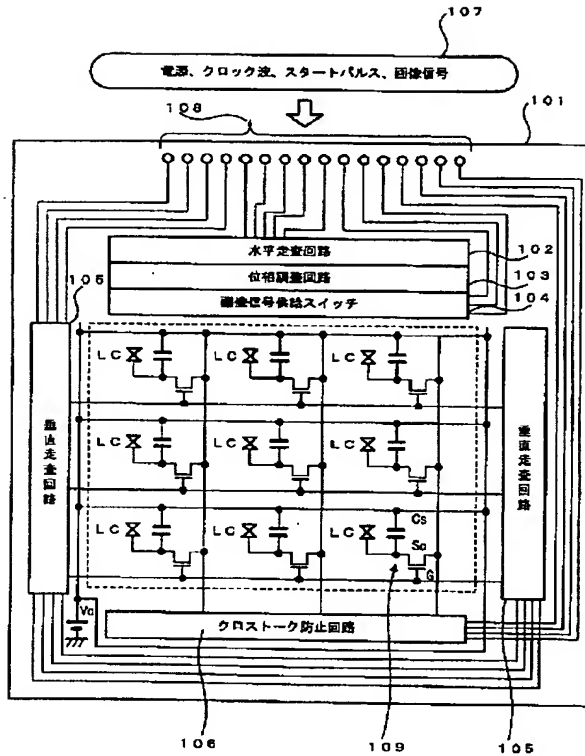 107
電源、クロック波、スタートパルス、画像信号
108
101
水平走査回路
102
位相調整回路
103
画像信号供給スイッチ
104
105
LC LC LC
垂直走査回路
垂直走査回路
LC LC LC
Cs
LC LC LC
So
G
Vc
クロストーク防止回路
106
109
105